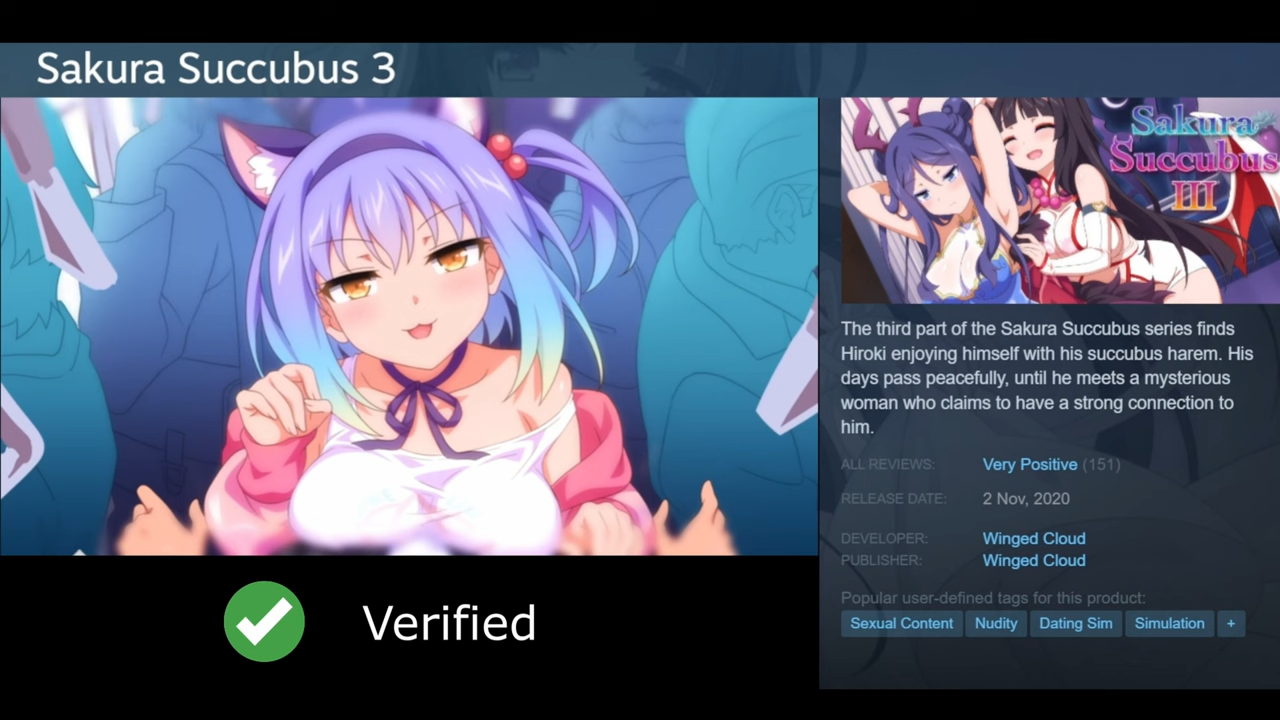 Sakura Succubus 3
Sakura
Succubus
III
The third part of the Sakura Succubus series finds
Hiroki enjoying himself with his succubus harem. His
days pass peacefully, until he meets a mysterious
woman who claims to have a strong connection to
him.
ALL REVIEWS: Very Positive (151)
RELEASE DATE: 2 Nov, 2020
DEVELOPER: Winged Cloud
PUBLISHER: Winged Cloud
Popular user-defined tags for this product:
Sexual Content Nudity Dating Sim Simulation +
Verified